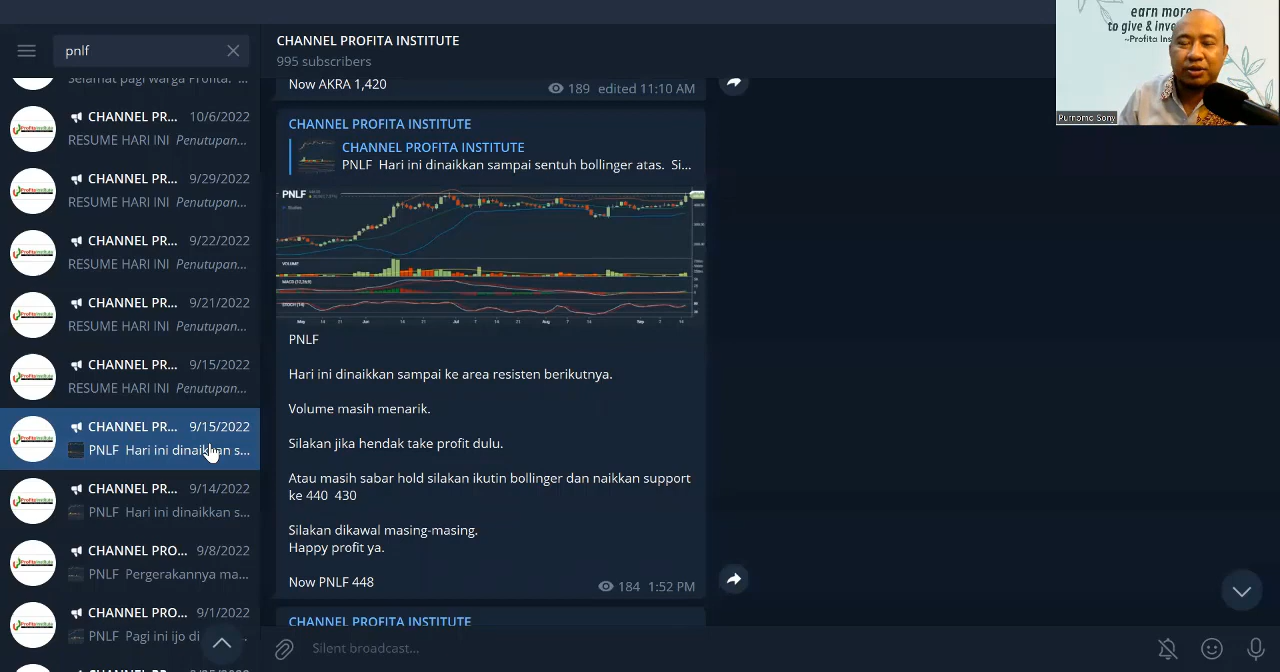 pnlf
CHANNEL PROFITA INSTITUTE
995 subscribers
Selamat pagi warga Profita. ...
CHANNEL PR... 10/6/2022
RESUME HARI INI Penutupan...
CHANNEL PR... 9/29/2022
RESUME HARI INI Penutupan...
CHANNEL PR... 9/22/2022
RESUME HARI INI Penutupan...
CHANNEL PR... 9/21/2022
RESUME HARI INI Penutupan...
CHANNEL PR... 9/15/2022
RESUME HARI INI Penutupan...
CHANNEL PR... 9/15/2022
PNLF Hari ini dinaikkan s...
CHANNEL PR... 9/14/2022
PNLF Hari ini dinaikkan s...
CHANNEL PRO... 9/8/2022
PNLF Pergerakannya ma...
CHANNEL PRO... 9/1/2022
PNLF Pagi ini ijo di
Now AKRA 1,420
189 edited 11:10 AM
CHANNEL PROFITA INSTITUTE
CHANNEL PROFITA INSTITUTE
PNLF Hari ini dinaikkan sampai sentuh bollinger atas. Si...
PNLF
VOLUME
PNLF
Hari ini dinaikkan sampai ke area resisten berikutnya.
Volume masih menarik.
Silakan jika hendak take profit dulu.
Atau masih sabar hold silakan ikutin bollinger dan naikkan support
ke 440 430
Silakan dikawal masing-masing.
Happy profit ya.
Now PNLF 448
184 1:52 PM
CHANNEL PROFITA INSTITUTE
Silent broadcast...
earn more
to give &
~Profita
Purnomo Sony